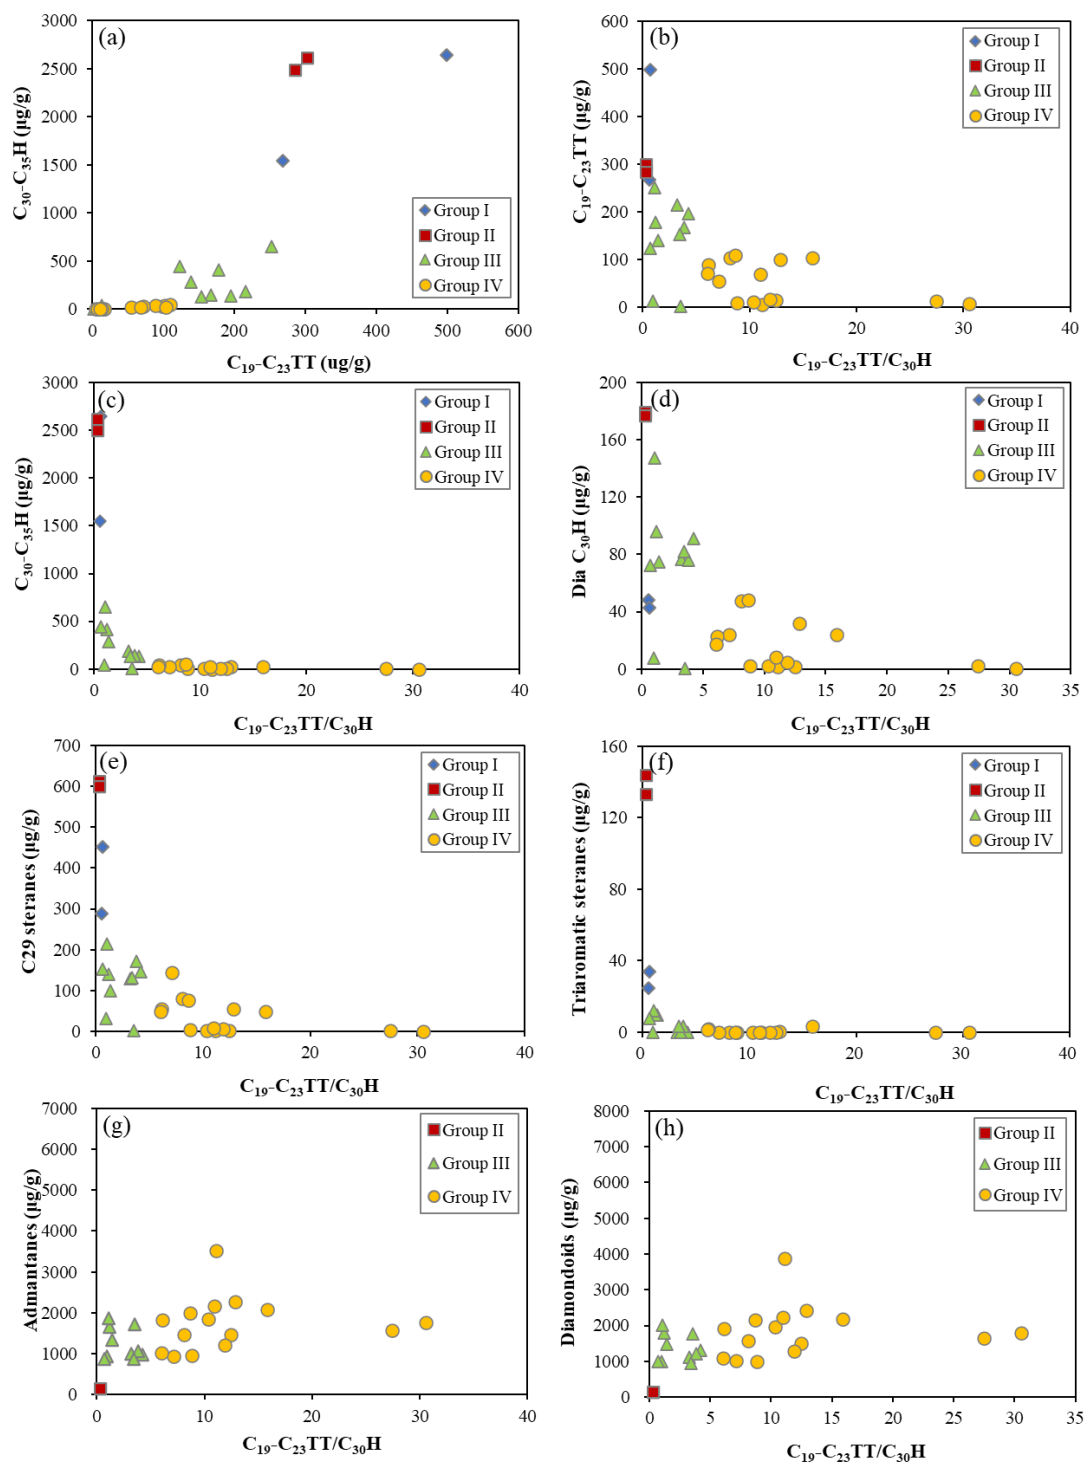 (a)
C₃₀-C₃₅H (μg/g)
3000
2500
2000
1500
1000
500
0
0 100 200 300 400 500 600
C₁₉-C₂₃TT (ug/g)
Group I
Group II
Group III
Group IV
(b)
C₁₉-C₂₃TT (μg/g)
600
500
400
300
200
100
0
0 10 20 30 40
C₁₉-C₂₃TT/C₃₀H
Group I
Group II
Group III
Group IV
(c)
C₃₀-C₃₅H (μg/g)
3000
2500
2000
1500
1000
500
0
0 10 20 30 40
C₁₉-C₂₃TT/C₃₀H
Group I
Group II
Group III
Group IV
(d)
Dia C₃₀H (μg/g)
200
160
120
80
40
0
0 5 10 15 20 25 30 35
C₁₉-C₂₃TT/C₃₀H
Group I
Group II
Group III
Group IV
(e)
C29 steranes (μg/g)
700
600
500
400
300
200
100
0
0 10 20 30 40
C₁₉-C₂₃TT/C₃₀H
Group I
Group II
Group III
Group IV
(f)
Triaromatic steranes (μg/g)
160
120
80
40
0
0 10 20 30 40
C₁₉-C₂₃TT/C₃₀H
Group I
Group II
Group III
Group IV
(g)
Admantanes (μg/g)
7000
6000
5000
4000
3000
2000
1000
0
0 10 20 30 40
C₁₉-C₂₃TT/C₃₀H
Group II
Group III
Group IV
(h)
Diamondoids (μg/g)
8000
7000
6000
5000
4000
3000
2000
1000
0
0 5 10 15 20 25 30 35
C₁₉-C₂₃TT/C₃₀H
Group II
Group III
Group IV